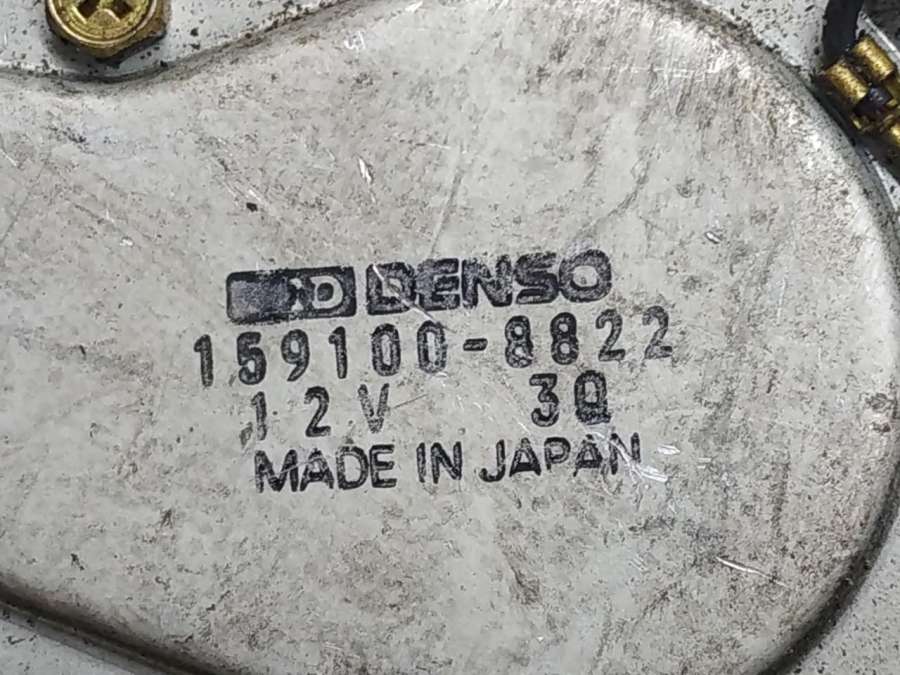 DENSO
159100-8822
12V 3Q
MADE IN JAPAN